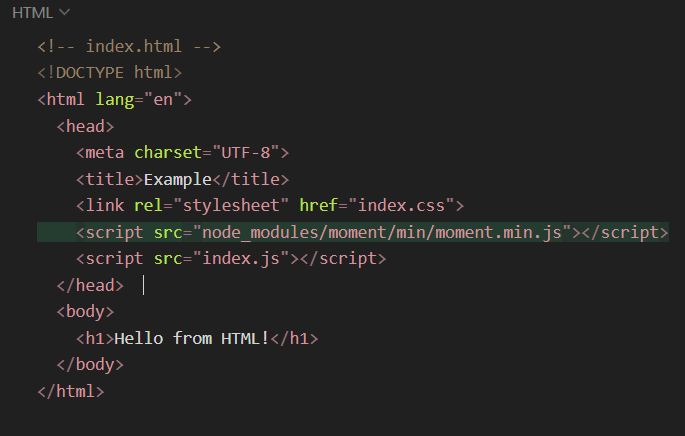 HTML
<!-- index.html -->
<!DOCTYPE html>
<html lang="en">
  <head>
    <meta charset="UTF-8">
    <title>Example</title>
    <link rel="stylesheet" href="index.css">
    <script src="node_modules/moment/min/moment.min.js"></script>
    <script src="index.js"></script>
  </head>
  <body>
    <h1>Hello from HTML!</h1>
  </body>
</html>